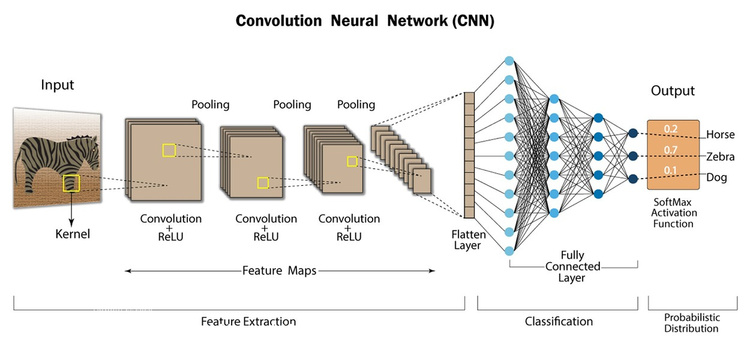 Convolution Neural Network (CNN)
Input
Pooling
Pooling
Pooling
Output
0.2
Horse
0.7
Zebra
0.1
Dog
Kernel
Convolution
+
ReLU
Convolution
+
ReLU
Convolution
+
ReLU
Flatten
Layer
SoftMax
Activation
Function
Feature Maps
Fully
Connected
Layer
Feature Extraction
Classification
Probabilistic
Distribution